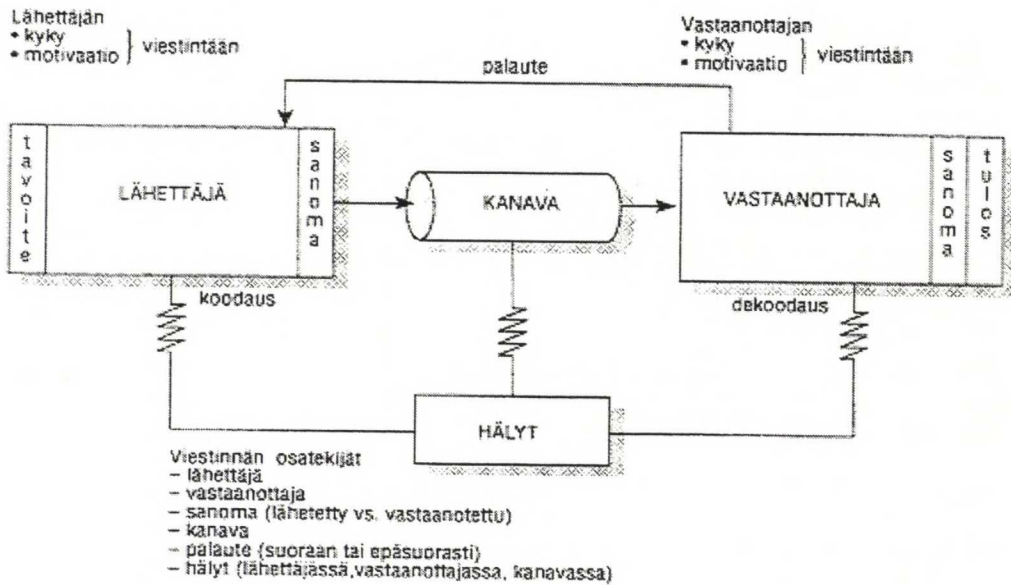 Lähettäjän
• kyky
• motivaatio } viestintään
Vastaanottajan
• kyky
• motivaatio } viestintään
palaute
tavoite
LÄHETTÄJÄ
sanoma
KANAVA
VASTAANOTTAJA
sanoma
tulos
koodaus
dekoodaus
HÄLYT
Viestinnän osatekijät
– lähettäjä
– vastaanottaja
– sanoma (lähetetty vs. vastaanotettu)
– kanava
– palaute (suoraan tai epäsuorasti)
– hälyt (lähettäjässä,vastaanottajassa, kanavassa)